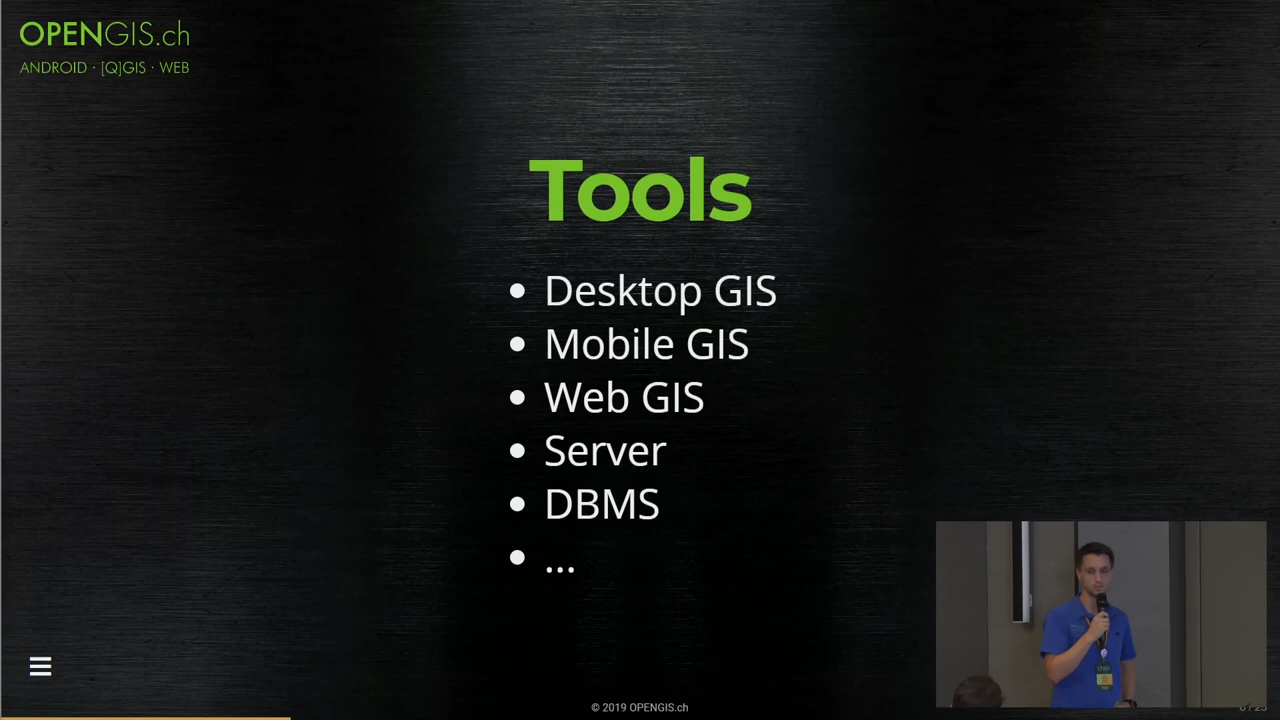 OPENGIS.ch
ANDROID · [Q]GIS · WEB
Tools
• Desktop GIS
• Mobile GIS
• Web GIS
• Server
• DBMS
• ...
© 2019 OPENGIS.ch